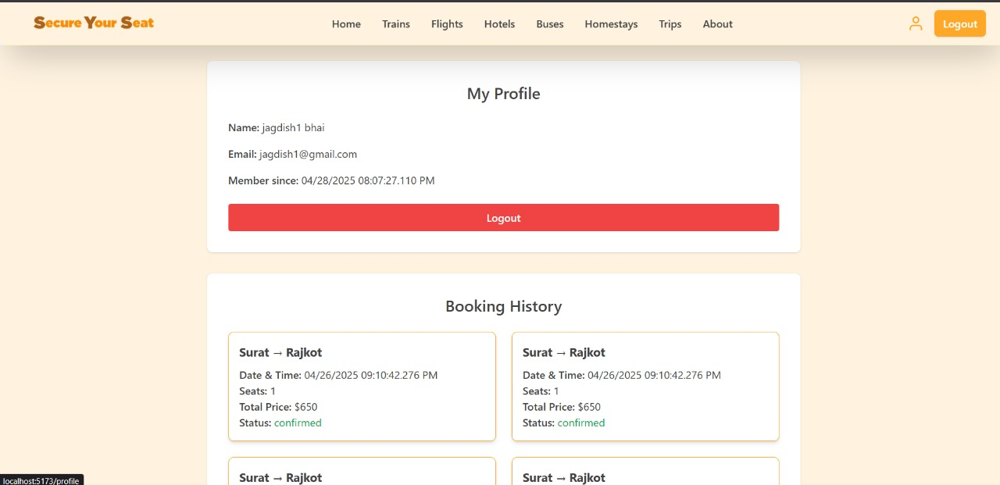 Secure Your Seat
Home Trains Flights Hotels Buses Homestays Trips About
Logout
My Profile
Name: jagdish1 bhai
Email: jagdish1@gmail.com
Member since: 04/28/2025 08:07:27.110 PM
Logout
Booking History
Surat → Rajkot
Date & Time: 04/26/2025 09:10:42.276 PM
Seats: 1
Total Price: $650
Status: confirmed
Surat → Rajkot
Date & Time: 04/26/2025 09:10:42.276 PM
Seats: 1
Total Price: $650
Status: confirmed
Surat → Rajkot
Surat → Rajkot
localhost:5173/profile